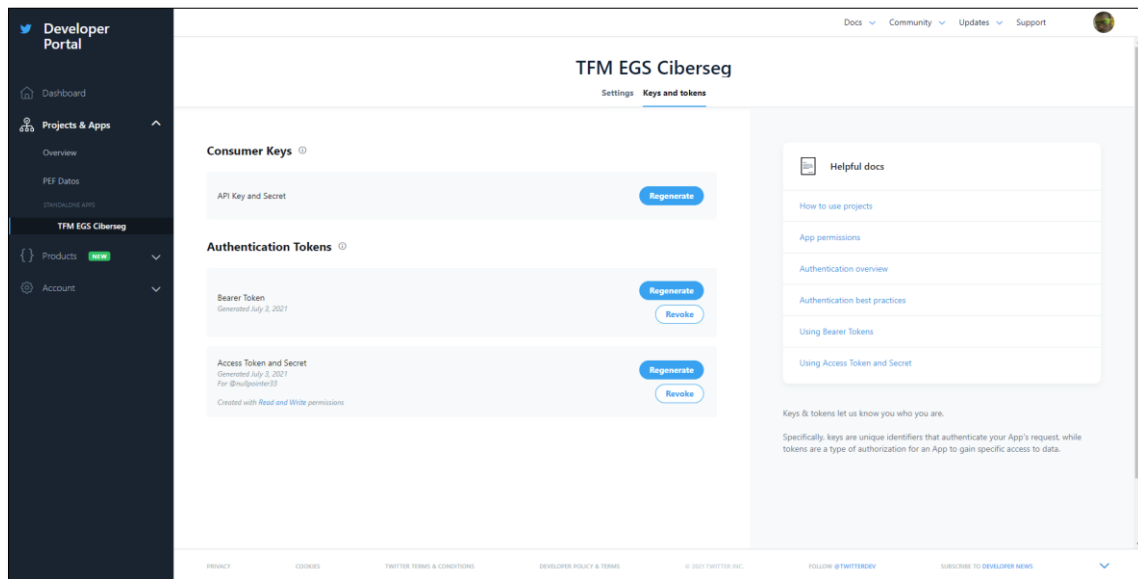 Developer
Portal
Docs
Community
Updates
Support
TFM EGS Ciberseg
Settings
Keys and tokens
Dashboard
Projects & Apps
Overview
PEF Datos
STANDALONE APPS
TFM EGS Ciberseg
Products
NEW
Account
Consumer Keys
API Key and Secret
Regenerate
Authentication Tokens
Bearer Token
Generated July 3, 2021
Regenerate
Revoke
Access Token and Secret
Generated July 3, 2021
For @nullpointer33
Created with Read and Write permissions
Regenerate
Revoke
Helpful docs
How to use projects
App permissions
Authentication overview
Authentication best practices
Using Bearer Tokens
Using Access Token and Secret
Keys & tokens let us know you who you are.
Specifically, keys are unique identifiers that authenticate your App's request, while
tokens are a type of authorization for an App to gain specific access to data.
PRIVACY
COOKIES
TWITTER TERMS & CONDITIONS
DEVELOPER POLICY & TERMS
© 2021 TWITTER INC.
FOLLOW @TWITTERDEV
SUBSCRIBE TO DEVELOPER NEWS